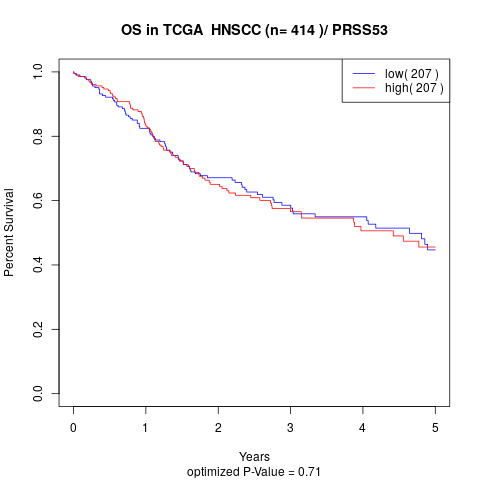 OS in TCGA  HNSCC (n= 414 )/ PRSS53
low( 207 )
high( 207 )
Percent Survival
1.0
0.8
0.6
0.4
0.2
0.0
0 1 2 3 4 5
Years
optimized P-Value = 0.71